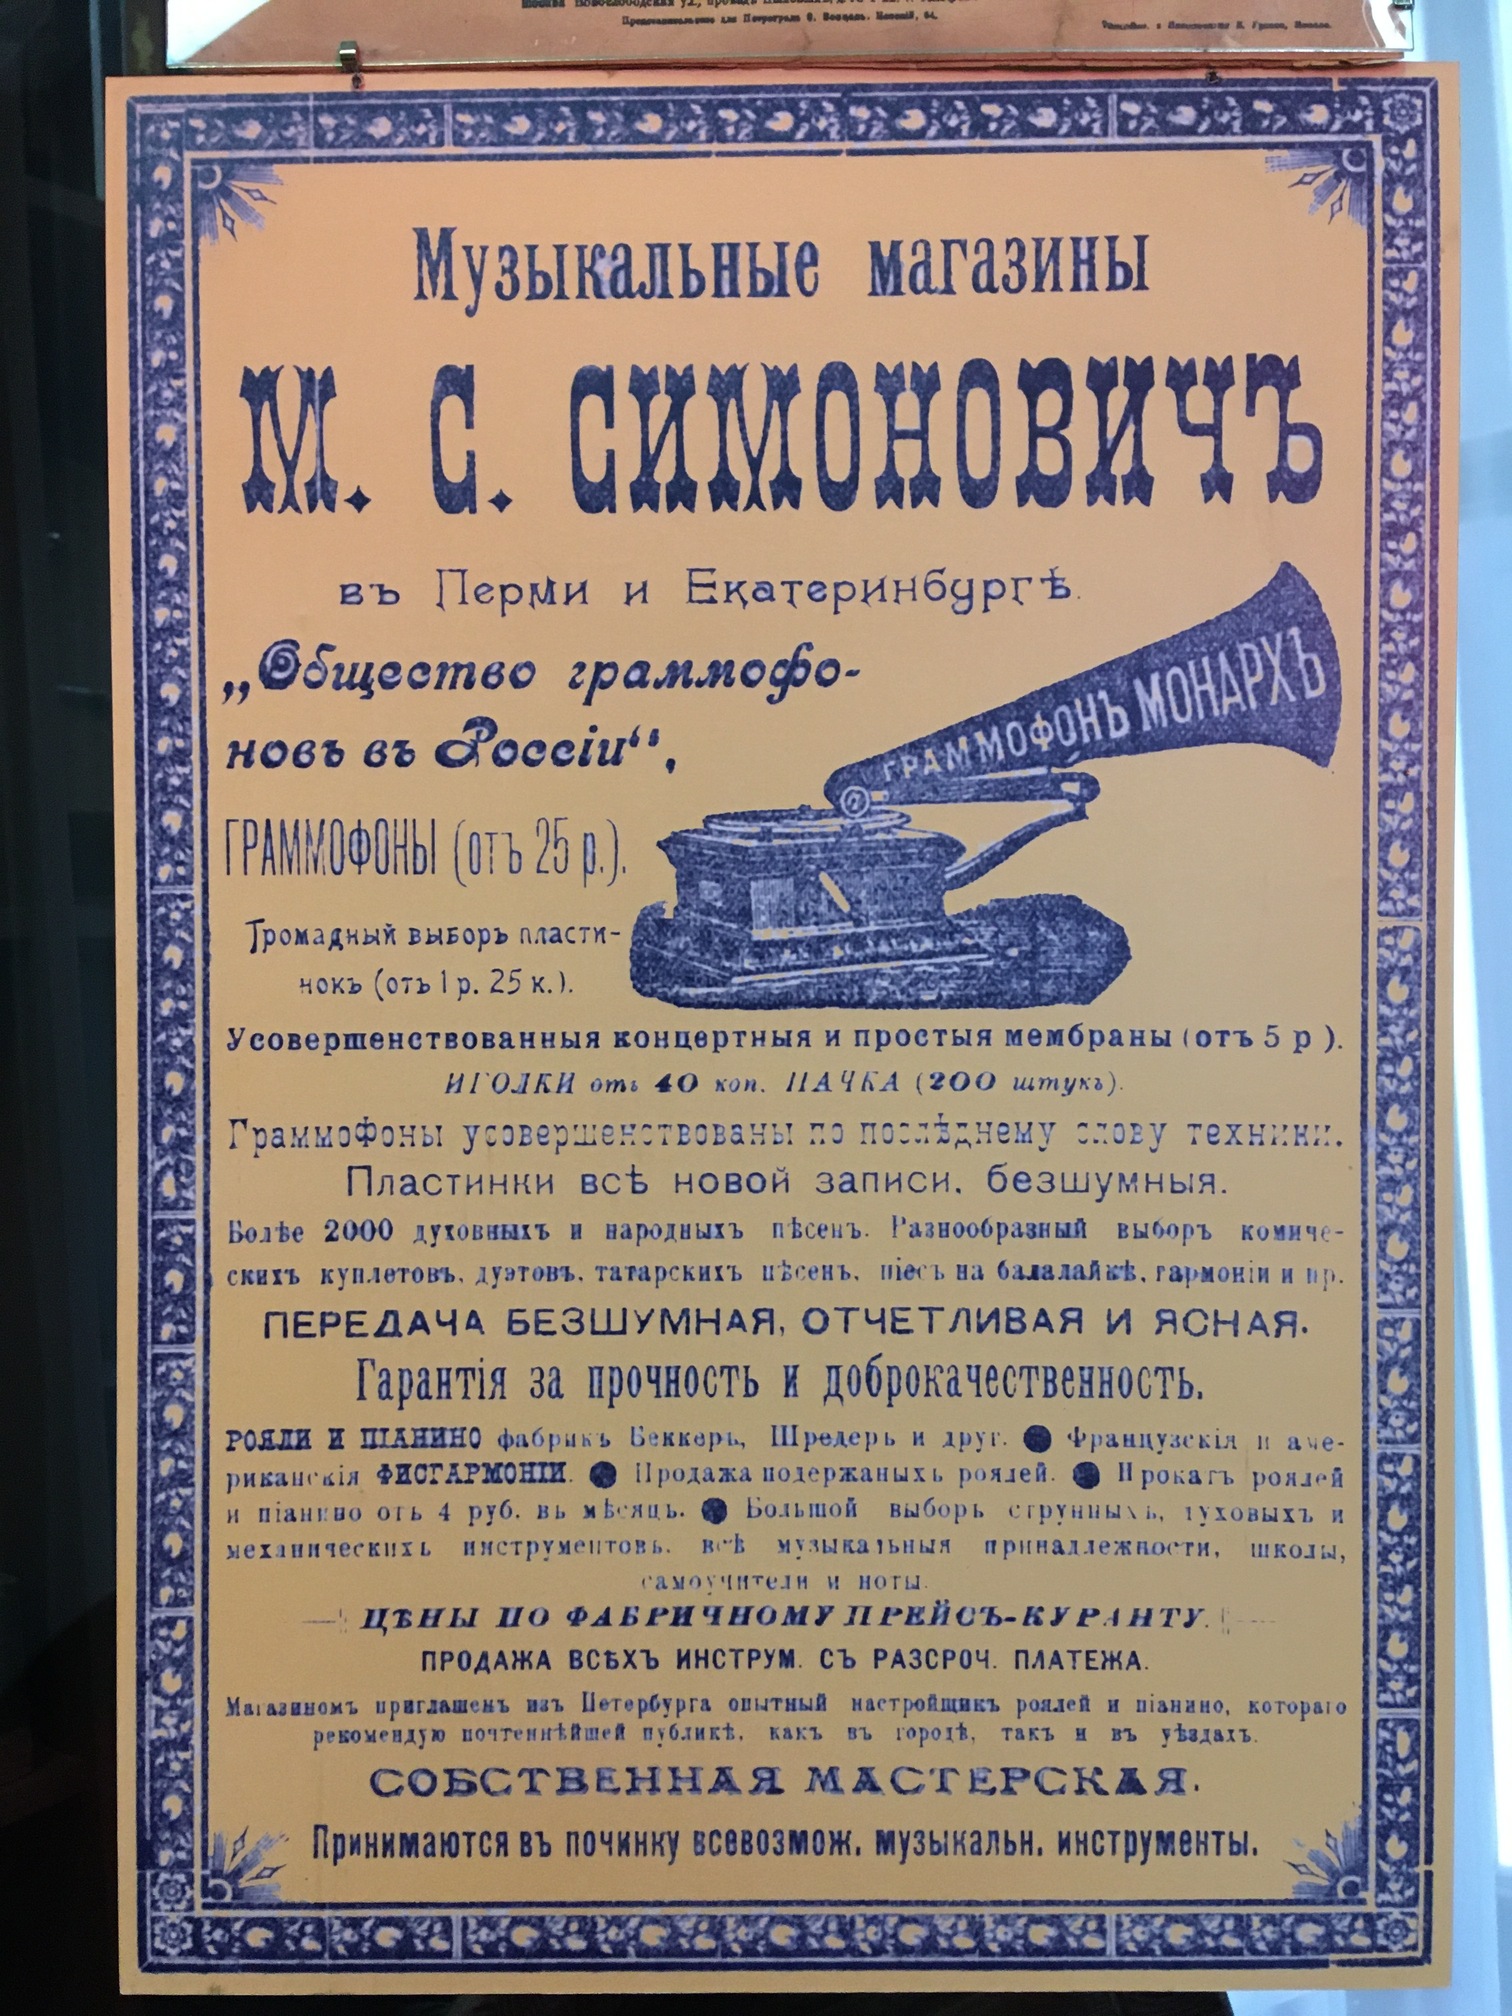 Москва Новослободская ул.,
Представительство для Петрограда
Музыкальные магазины
М. С. СИМОНОВИЧЪ
въ Перми и Екатеринбургѣ.
„Общество граммофо-
новъ въ Россіи“,
ГРАММОФОНЪ МОНАРХЪ
ГРАММОФОНЫ (отъ 25 р.).
Громадный выборъ пласти-
нокъ (отъ 1 р. 25 к.).
Усовершенствованныя концертныя и простыя мембраны (отъ 5 р ).
ИГОЛКИ отъ 40 коп. ПАЧКА (200 штукъ).
Граммофоны усовершенствованы по послѣднему слову техники.
Пластинки всѣ новой записи. безшумныя.
Болѣе 2000 духовныхъ и народныхъ пѣсенъ. Разнообразный выборъ комиче-
скихъ куплетовъ, дуэтовъ, татарскихъ пѣсенъ, піесъ на балалайкѣ, гармоніи и пр.
ПЕРЕДАЧА БЕЗШУМНАЯ, ОТЧЕТЛИВАЯ И ЯСНАЯ.
Гарантія за прочность и доброкачественность.
РОЯЛИ И ПІАНИНО фабрикъ Беккеръ, Шредеръ и друг. ● Французскія и аме-
риканскія ФИСГАРМОНІИ. ● Продажа подержаныхъ роялей. ● Прокатъ роялей
и піанино отъ 4 руб. въ мѣсяцъ. ● Большой выборъ струнныхъ, духовыхъ и
механическихъ инструментовъ. всѣ музыкальныя принадлежности, школы,
самоучители и ноты.
ЦѢНЫ ПО ФАБРИЧНОМУ ПРЕЙСЪ-КУРАНТУ.
ПРОДАЖА ВСѢХЪ ИНСТРУМ. СЪ РАЗСРОЧ. ПЛАТЕЖА.
Магазиномъ приглашенъ изъ Петербурга опытный настройщикъ роялей и піанино, котораго
рекомендую почтеннѣйшей публикѣ, какъ въ городѣ, такъ и въ уѣздахъ.
СОБСТВЕННАЯ МАСТЕРСКАЯ.
Принимаются въ починку всевозмож. музыкальн. инструменты.